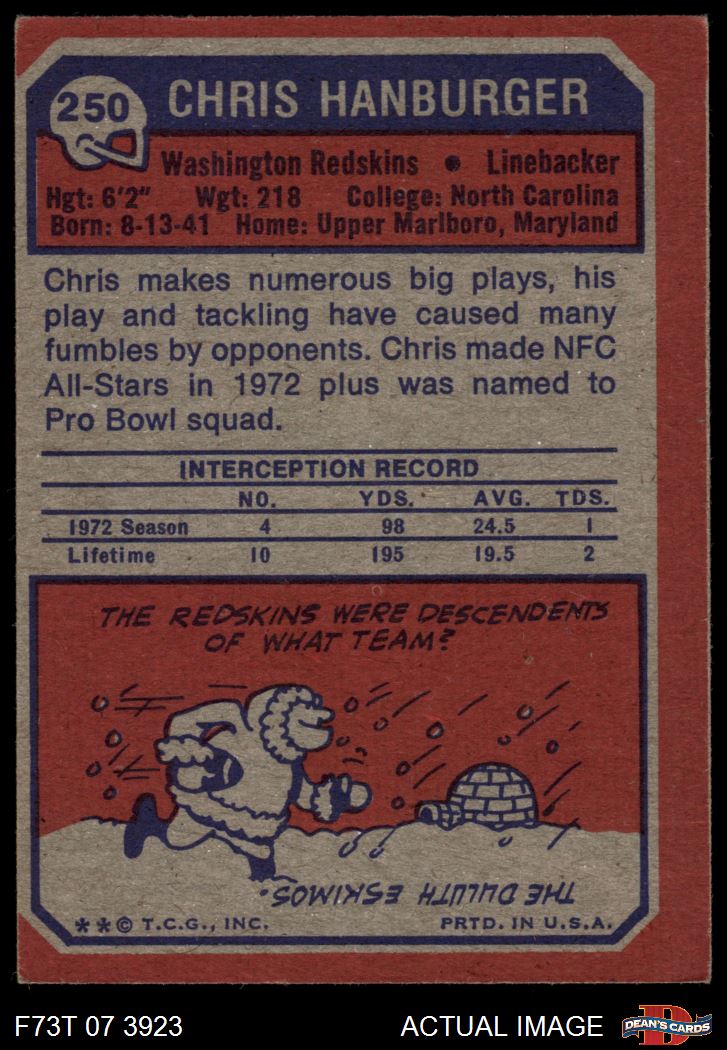 250
CHRIS HANBURGER
Washington Redskins • Linebacker
Hgt: 6'2" Wgt: 218 College: North Carolina
Born: 8-13-41 Home: Upper Marlboro, Maryland
Chris makes numerous big plays, his
play and tackling have caused many
fumbles by opponents. Chris made NFC
All-Stars in 1972 plus was named to
Pro Bowl squad.
INTERCEPTION RECORD
NO. YDS. AVG. TDS.
1972 Season 4 98 24.5 1
Lifetime 10 195 19.5 2
THE REDSKINS WERE DESCENDENTS
OF WHAT TEAM?
THE DULUTH ESKIMOS.
**© T.C.G., INC. PRTD. IN U.S.A.
F73T 07 3923 ACTUAL IMAGE D DEAN'S CARDS